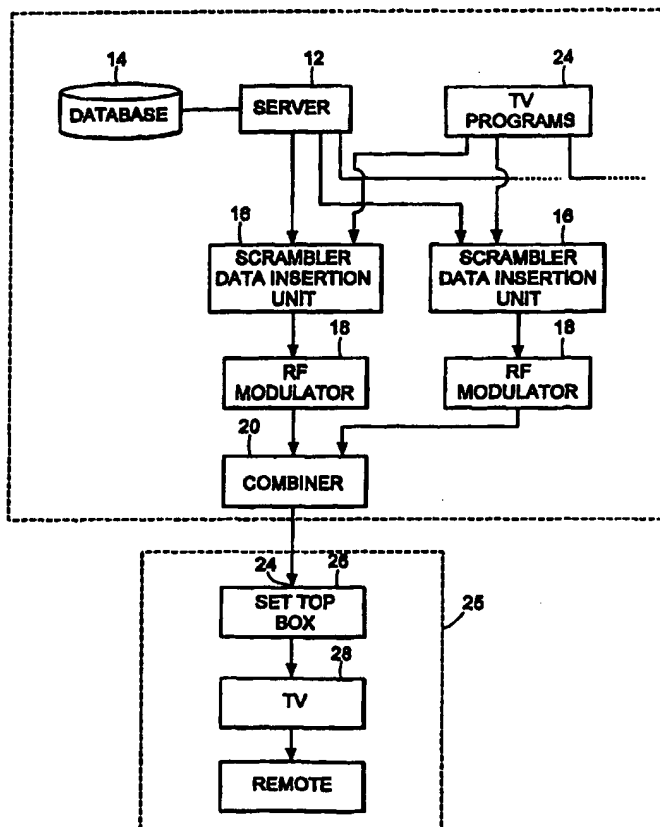 14
12
24
DATABASE
SERVER
TV
PROGRAMS
16
16
SCRAMBLER
DATA INSERTION
UNIT
SCRAMBLER
DATA INSERTION
UNIT
18
18
RF
MODULATOR
RF
MODULATOR
20
COMBINER
24
26
SET TOP
BOX
25
28
TV
REMOTE